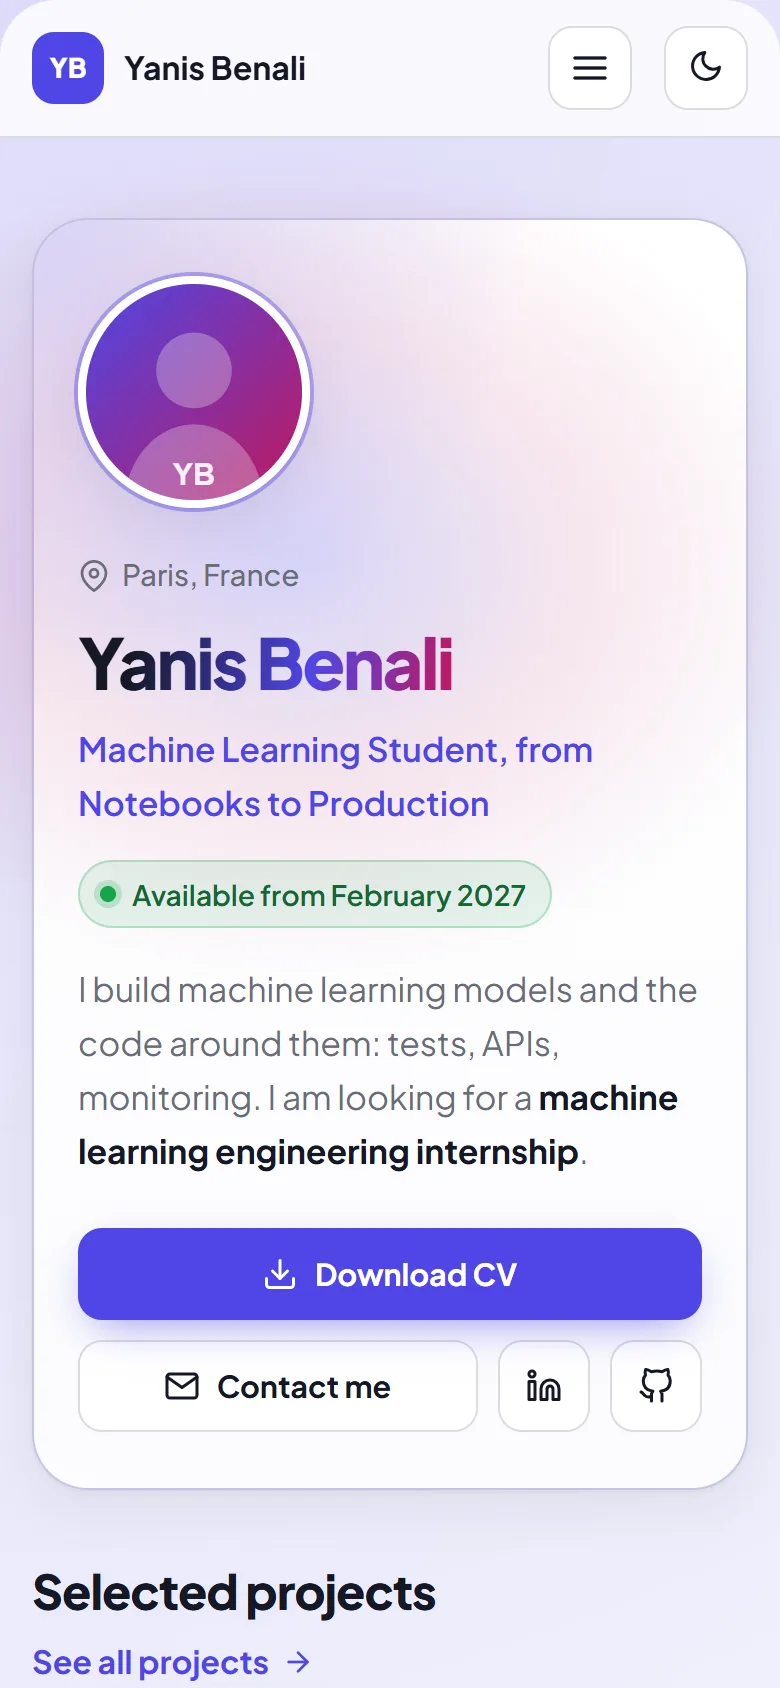 YB Yanis Benali
YB
Paris, France
Yanis Benali
Machine Learning Student, from
Notebooks to Production
Available from February 2027
I build machine learning models and the
code around them: tests, APIs,
monitoring. I am looking for a machine
learning engineering internship.
Download CV
Contact me in
Selected projects
See all projects →